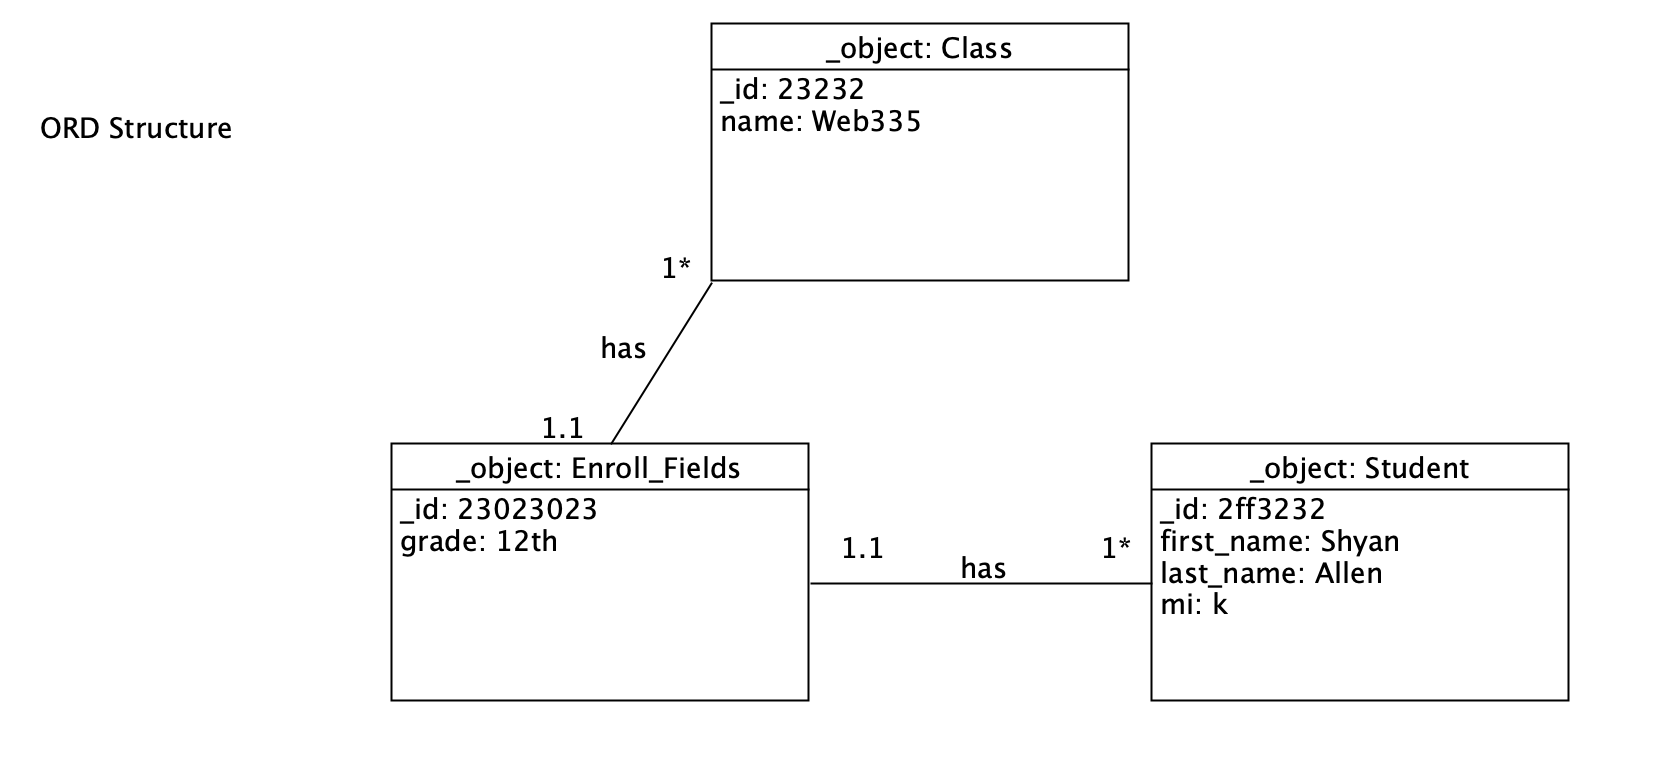 _object: Class
_id: 23232
name: Web335
ORD Structure
1*
has
1.1
_object: Enroll_Fields
_id: 23023023
grade: 12th
1.1
has
1*
_object: Student
_id: 2ff3232
first_name: Shyan
last_name: Allen
mi: k